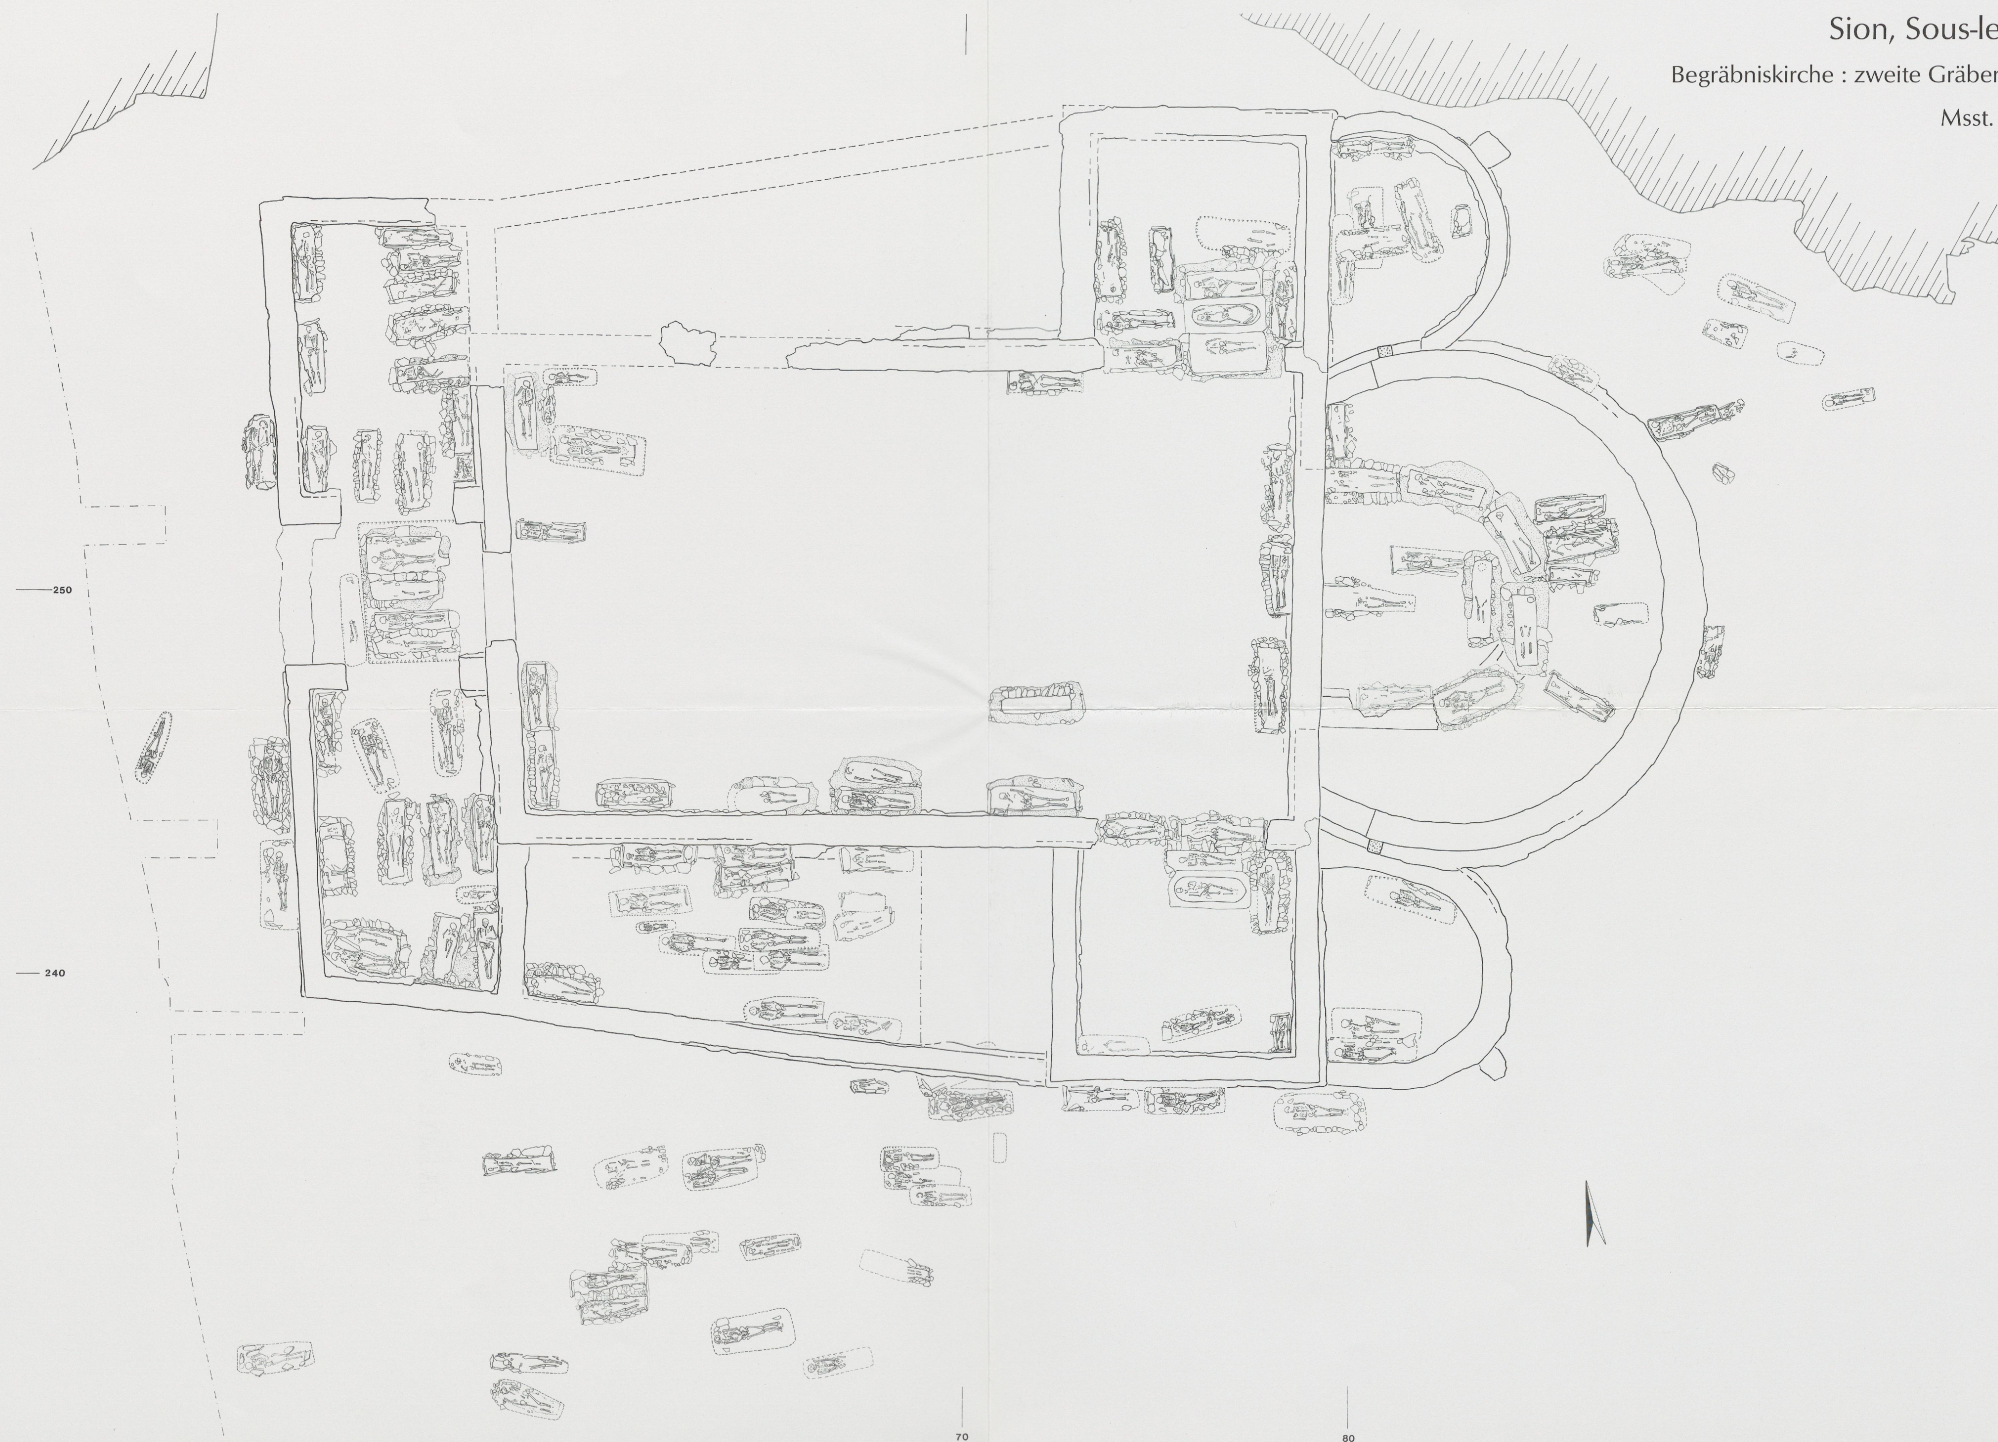 Sion, Sous-le
Begräbniskirche : zweite Gräber
Msst.
250
240
70
80